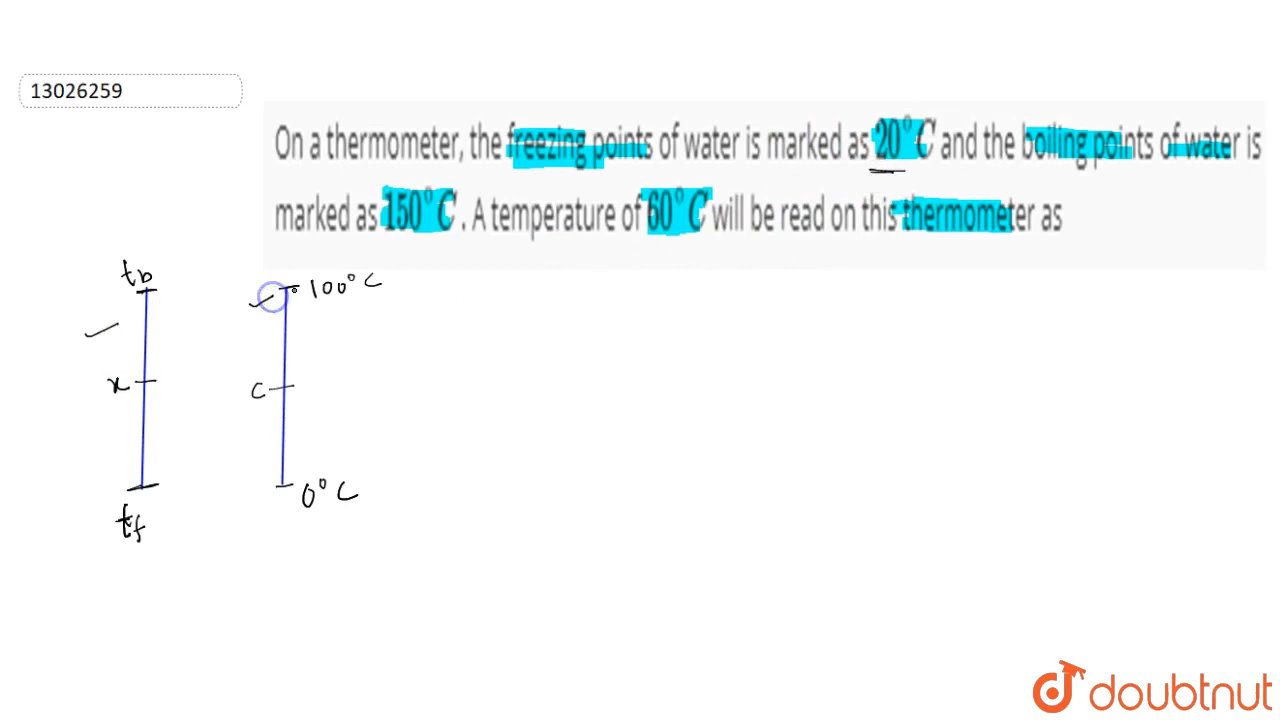 13026259
On a thermometer, the freezing points of water is marked as 20°C and the boiling points of water is
marked as 150°C. A temperature of 60°C will be read on this thermometer as
tb
100°C
x
c
0°C
tf
doubtnut